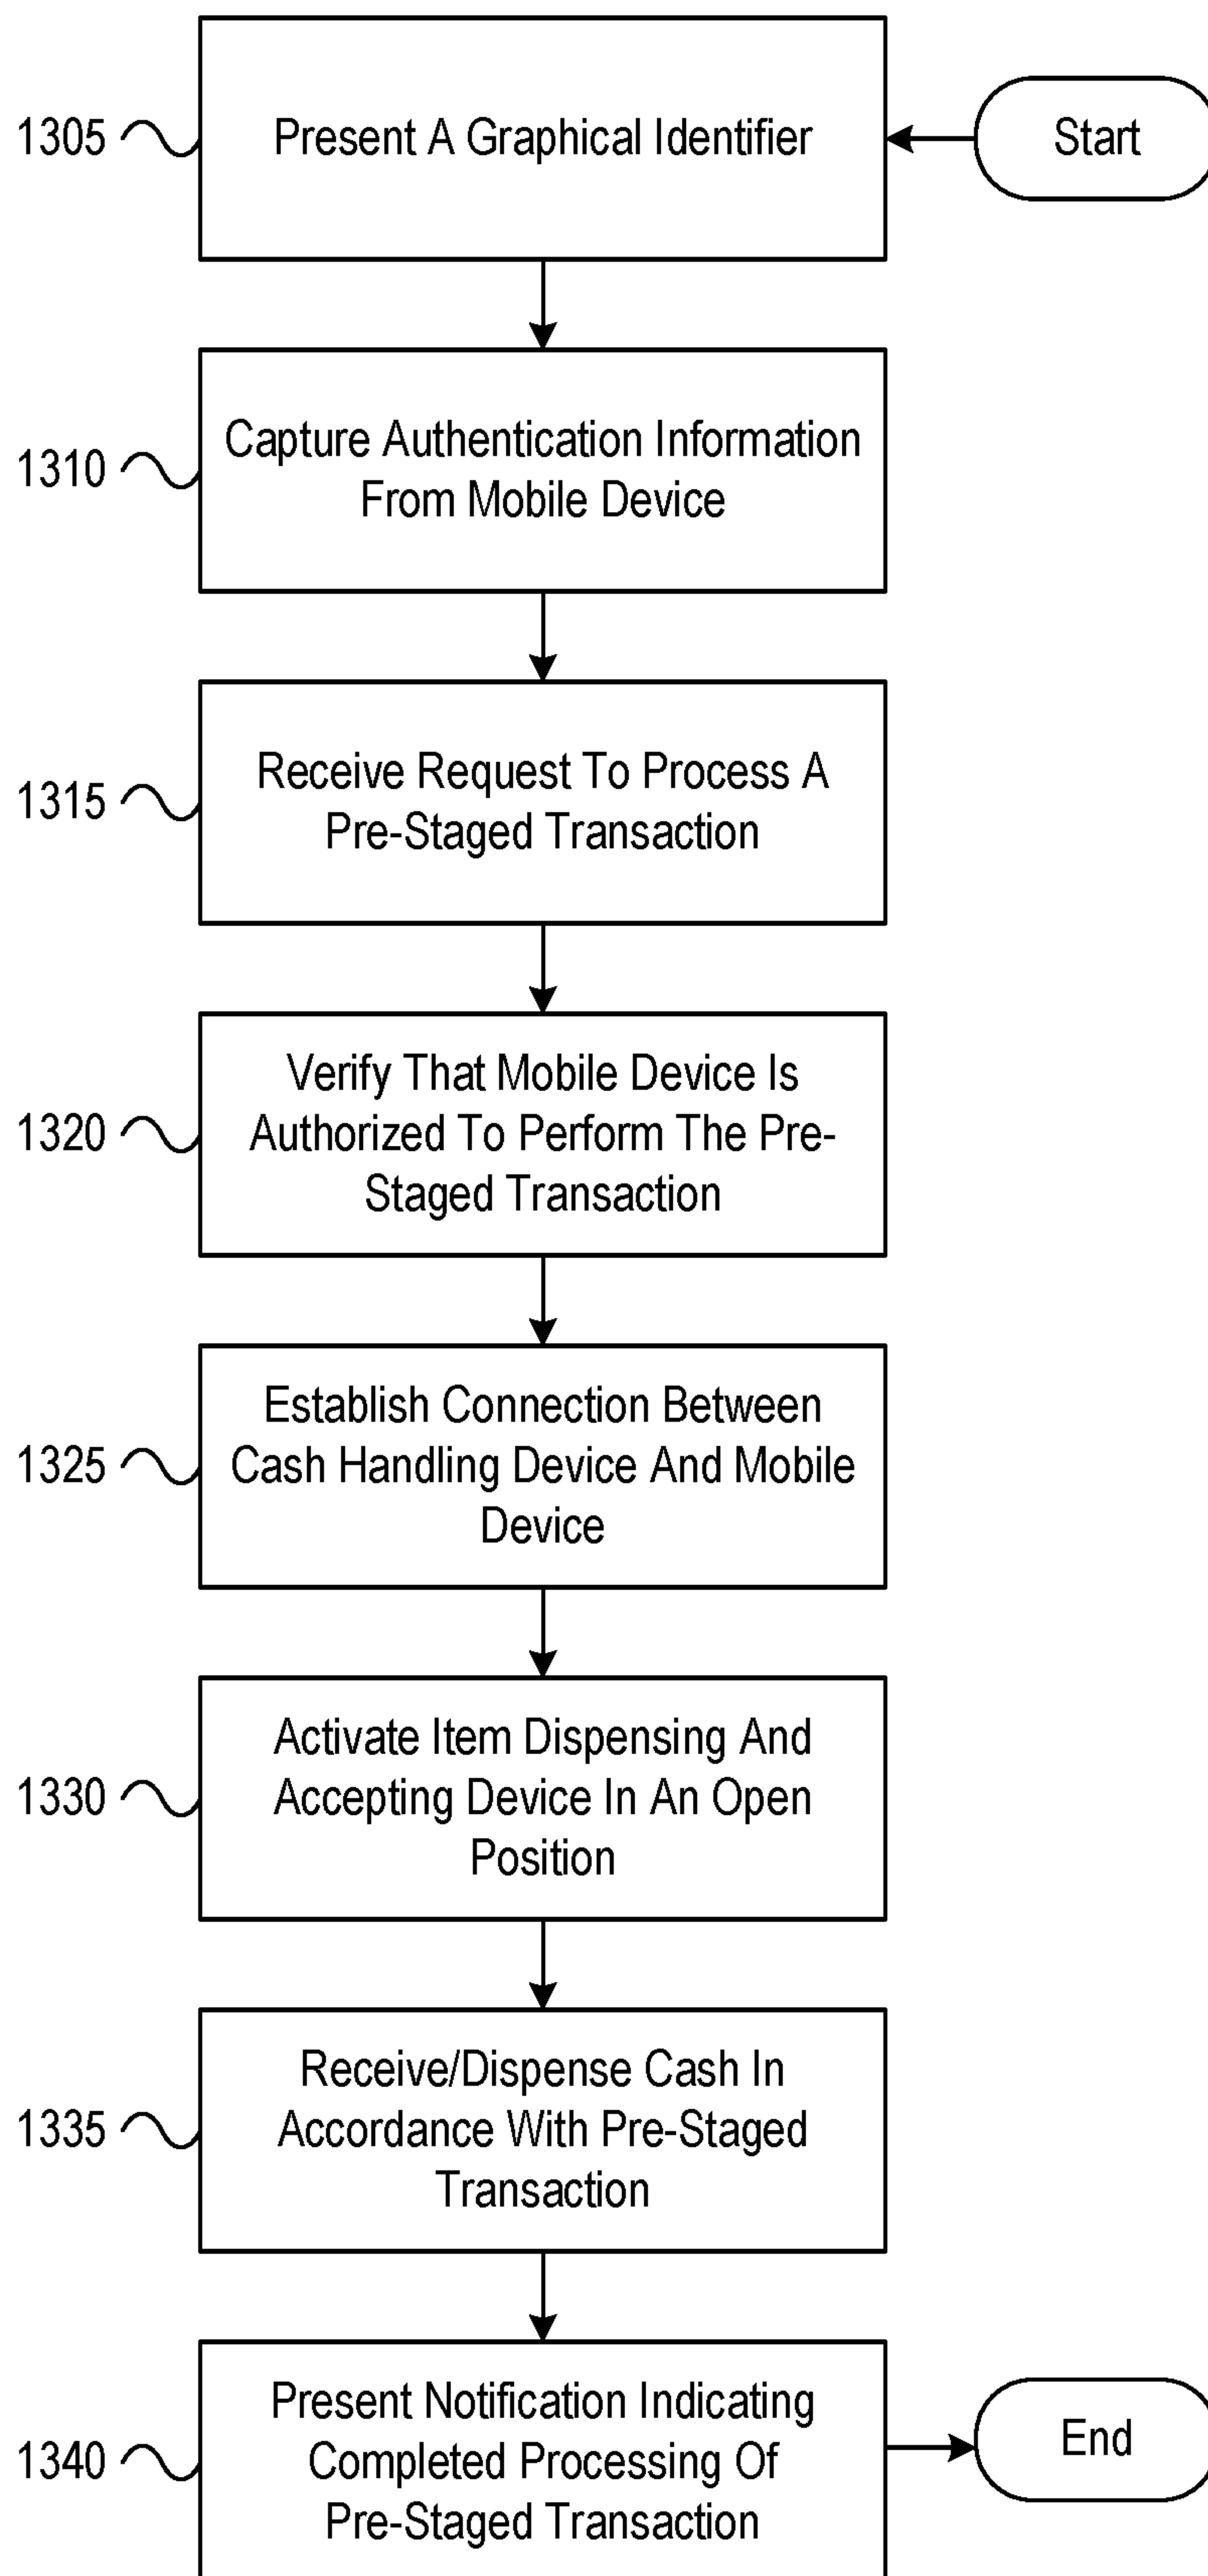 Start
1305
Present A Graphical Identifier
1310
Capture Authentication Information
From Mobile Device
1315
Receive Request To Process A
Pre-Staged Transaction
1320
Verify That Mobile Device Is
Authorized To Perform The Pre-
Staged Transaction
1325
Establish Connection Between
Cash Handling Device And Mobile
Device
1330
Activate Item Dispensing And
Accepting Device In An Open
Position
1335
Receive/Dispense Cash In
Accordance With Pre-Staged
Transaction
1340
Present Notification Indicating
Completed Processing Of
Pre-Staged Transaction
End